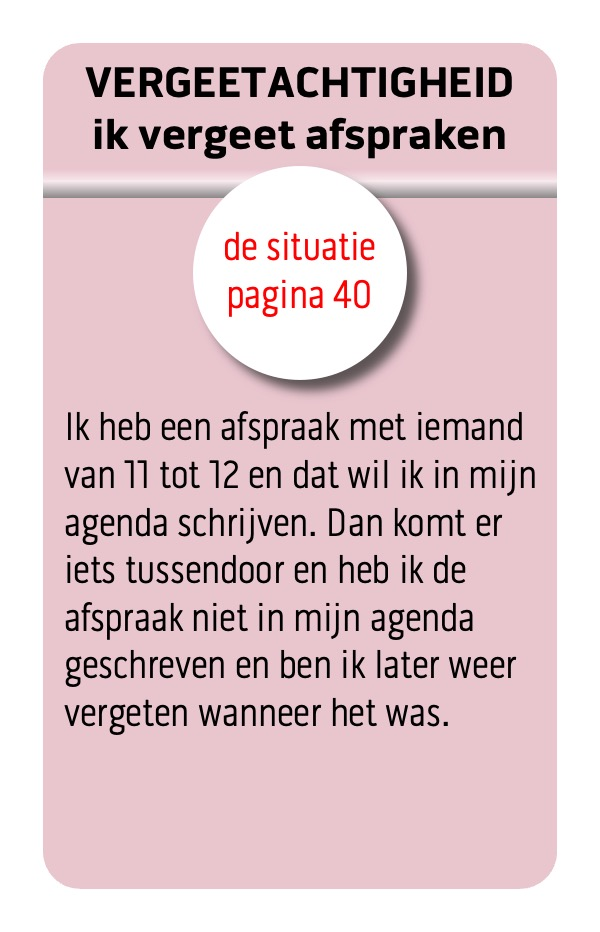 VERGEETACHTIGHEID
ik vergeet afspraken
de situatie
pagina 40
Ik heb een afspraak met iemand
van 11 tot 12 en dat wil ik in mijn
agenda schrijven. Dan komt er
iets tussendoor en heb ik de
afspraak niet in mijn agenda
geschreven en ben ik later weer
vergeten wanneer het was.